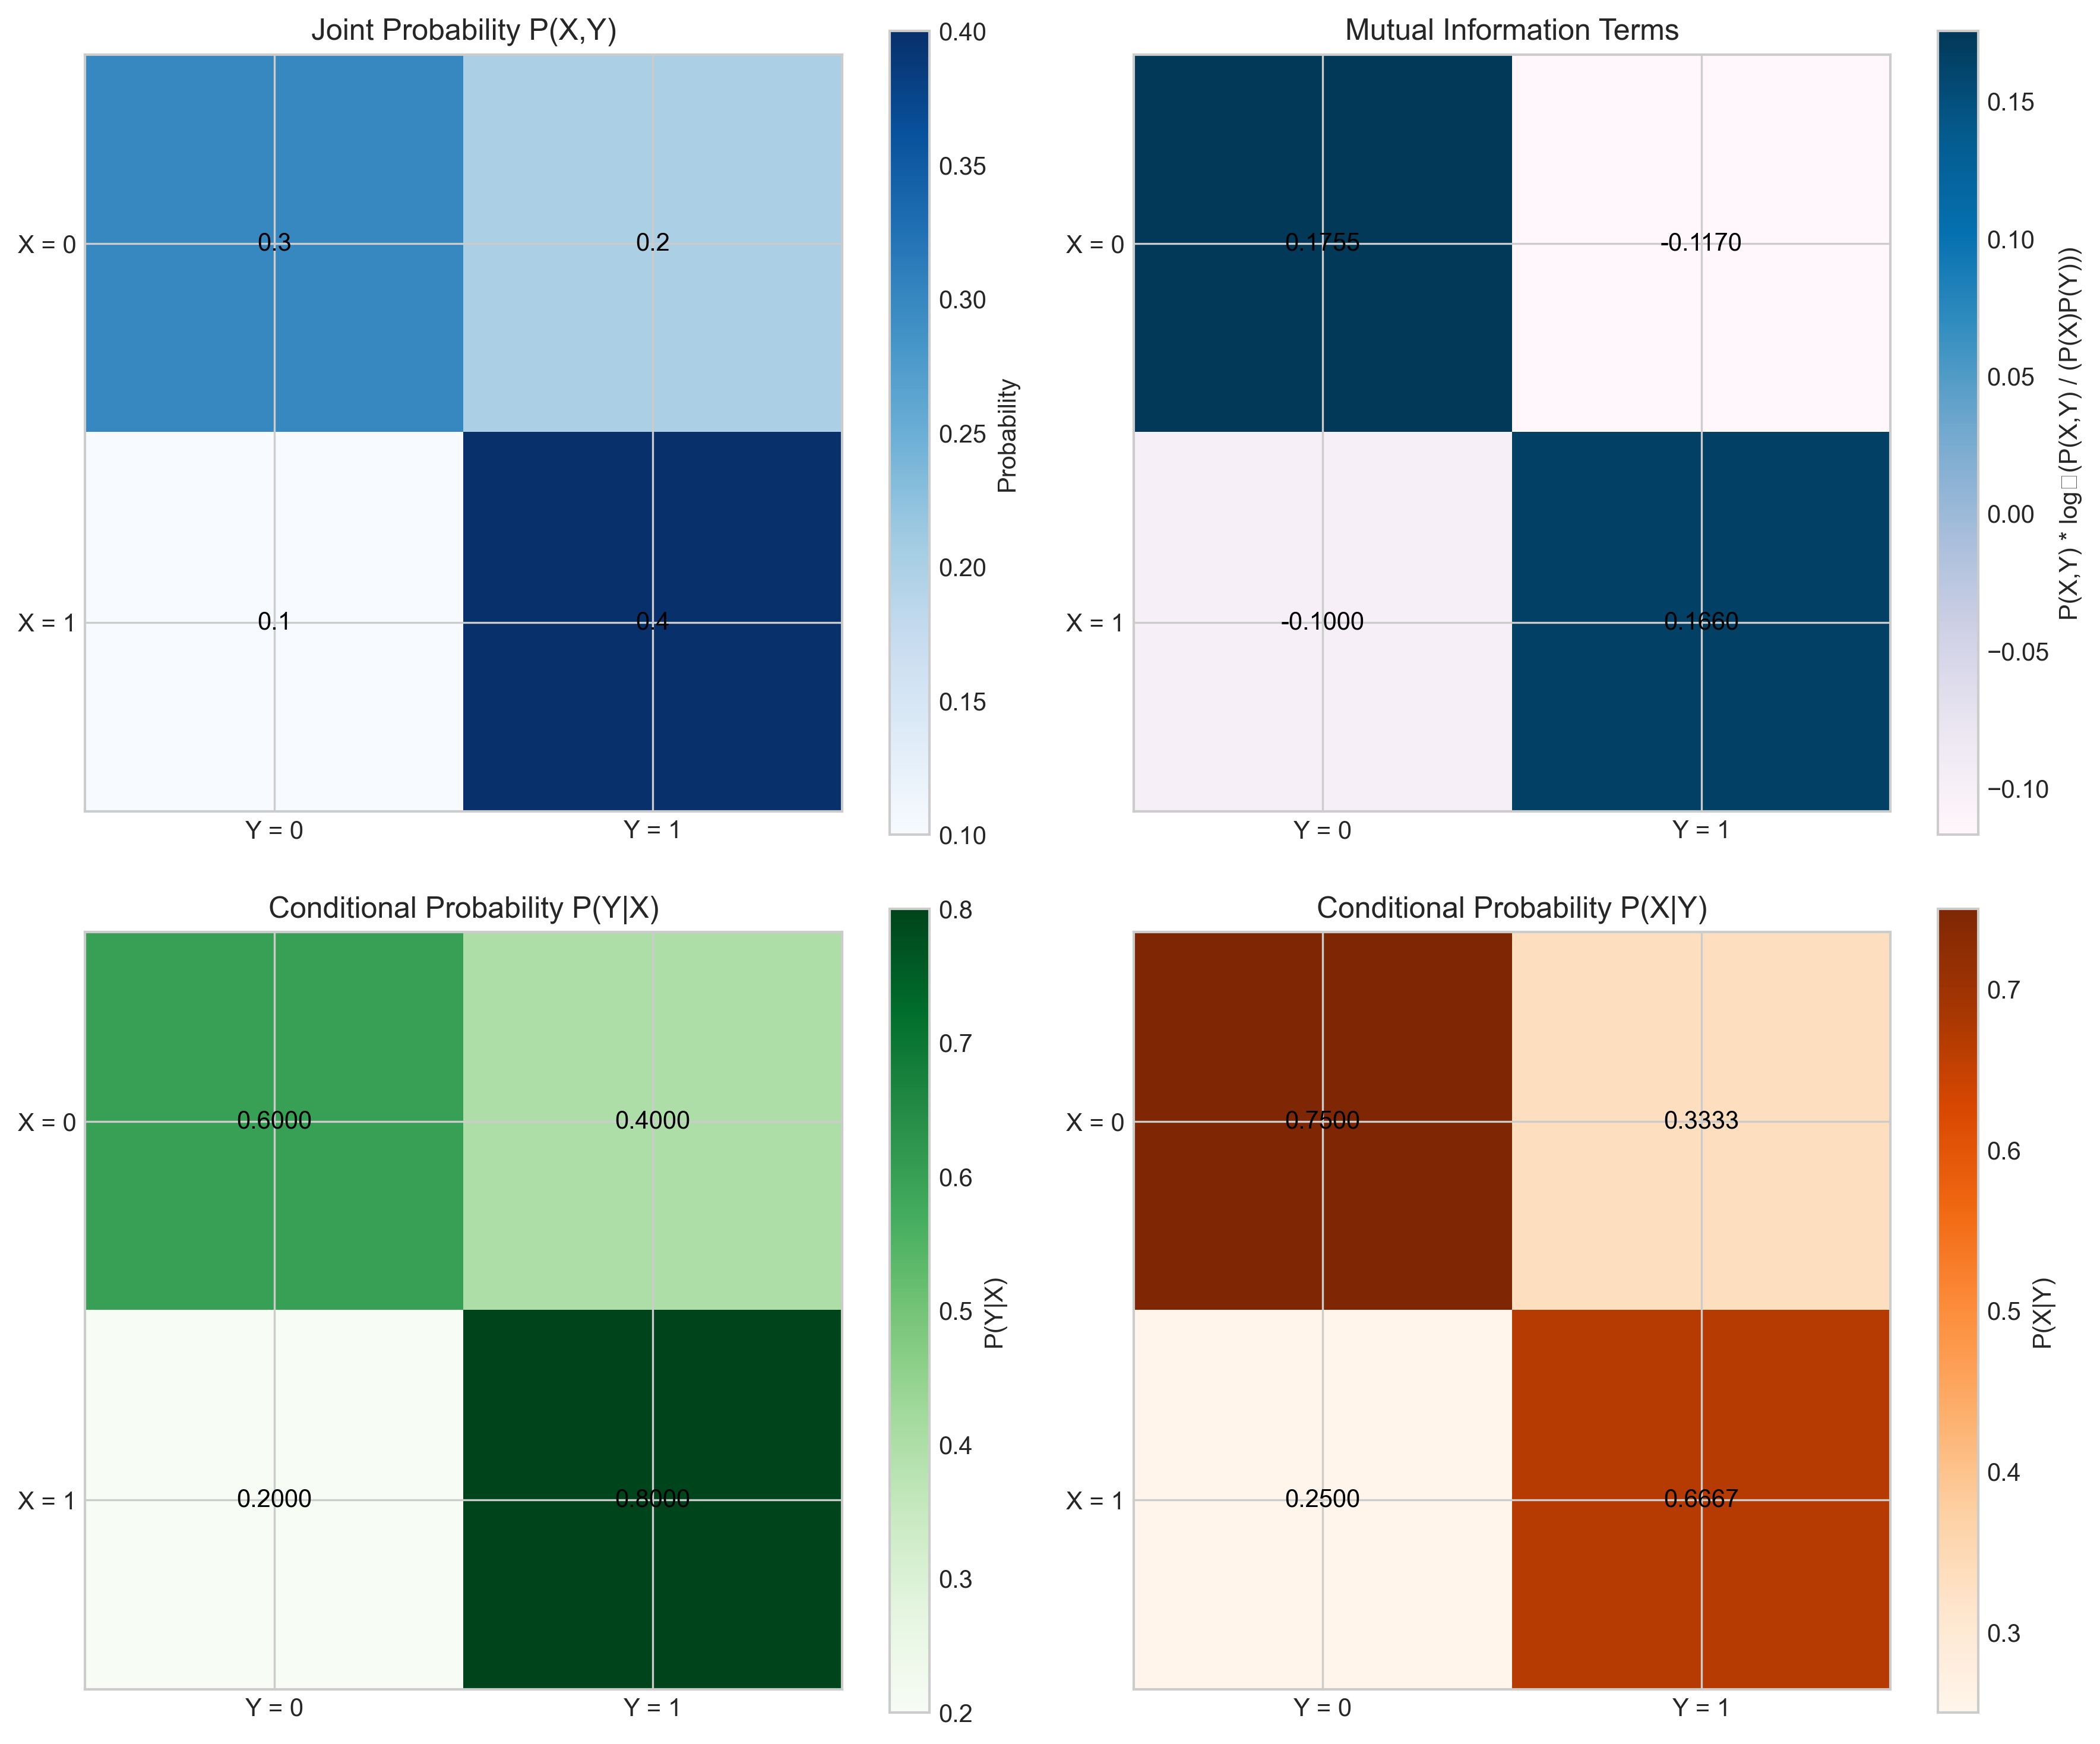 Joint Probability P(X,Y)
X = 0
X = 1
0.3
0.2
0.1
0.4
Y = 0
Y = 1
0.40
0.35
0.30
0.25
0.20
0.15
0.10
Probability
Mutual Information Terms
X = 0
X = 1
0.1755
-0.1170
-0.1000
0.1660
Y = 0
Y = 1
0.15
0.10
0.05
0.00
−0.05
−0.10
P(X,Y) * log□(P(X,Y) / (P(X)P(Y)))
Conditional Probability P(Y|X)
X = 0
X = 1
0.6000
0.4000
0.2000
0.8000
Y = 0
Y = 1
0.8
0.7
0.6
0.5
0.4
0.3
0.2
P(Y|X)
Conditional Probability P(X|Y)
X = 0
X = 1
0.7500
0.3333
0.2500
0.6667
Y = 0
Y = 1
0.7
0.6
0.5
0.4
0.3
P(X|Y)